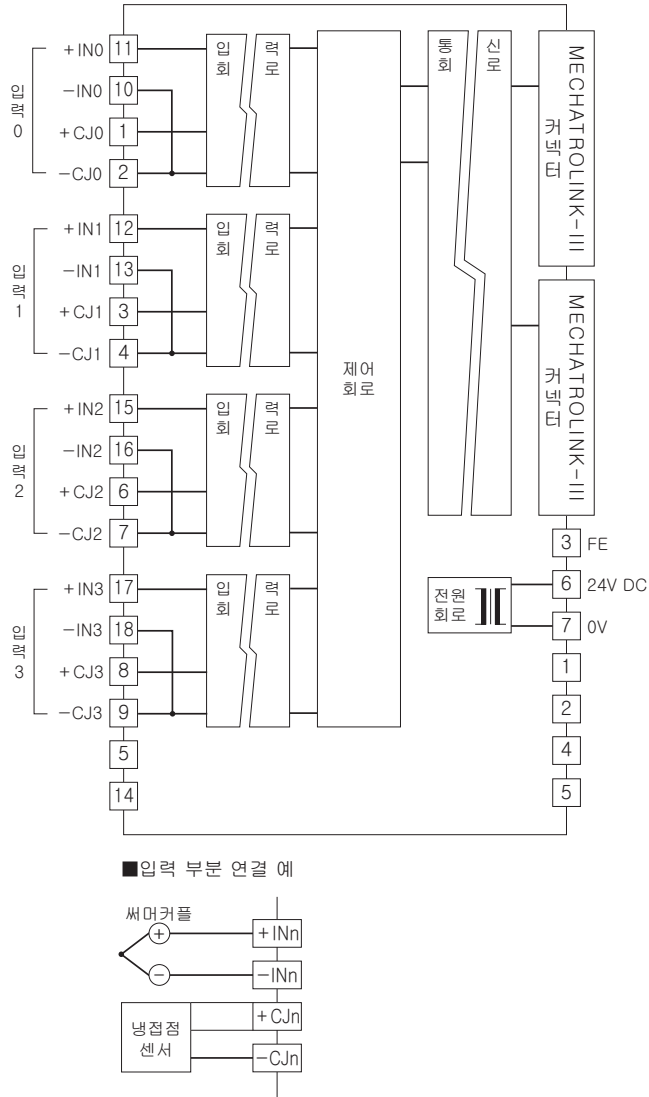 입력 0
+IN0 11
−IN0 10
+CJ0 1
−CJ0 2
입력 회로
입력 1
+IN1 12
−IN1 13
+CJ1 3
−CJ1 4
입력 회로
입력 2
+IN2 15
−IN2 16
+CJ2 6
−CJ2 7
입력 회로
입력 3
+IN3 17
−IN3 18
+CJ3 8
−CJ3 9
입력 회로
5
14
제어
회로
통신
회로
MECHATROLINK-III
커넥터
MECHATROLINK-III
커넥터
전원
회로
3 FE
6 24V DC
7 0V
1
2
4
5
■입력 부분 연결 예
써머커플
+
−
+INn
−INn
냉접점
센서
+CJn
−CJn